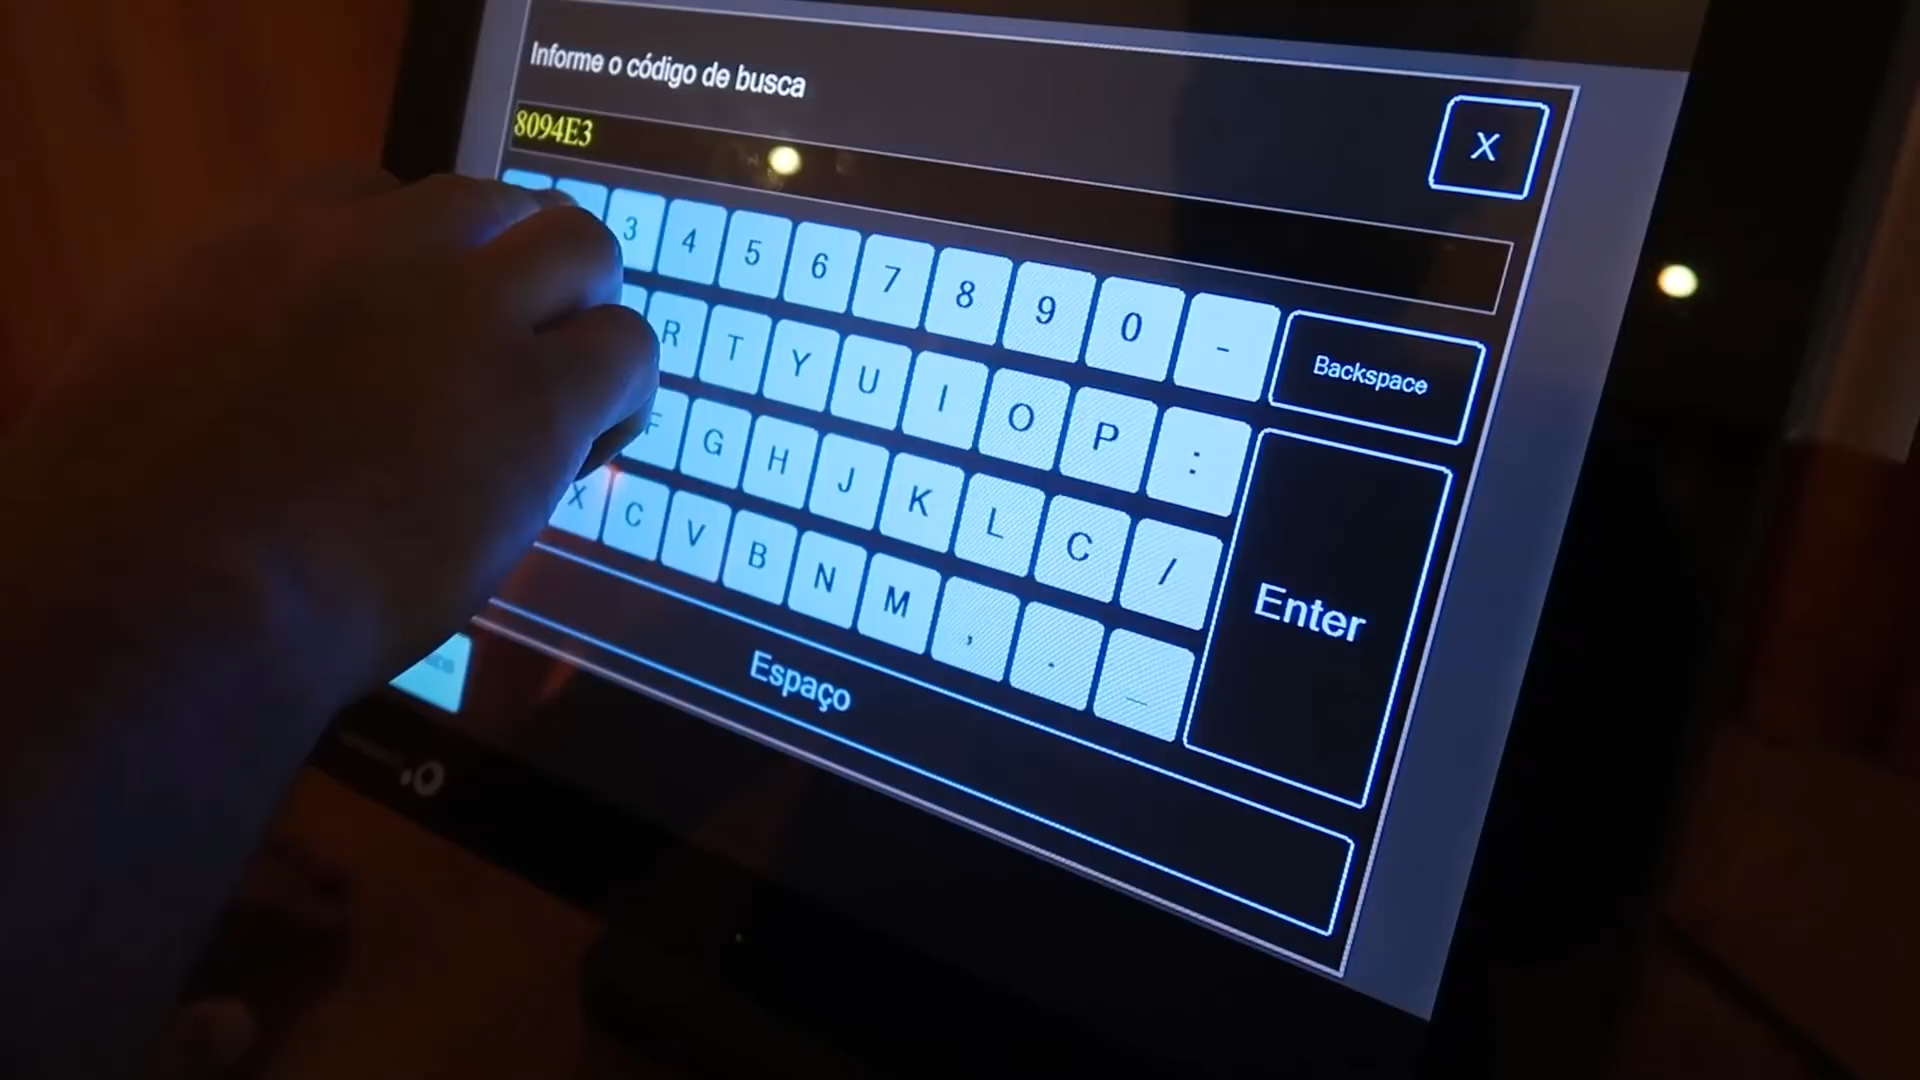 Informe o código de busca
X
8094E3
3 4 5 6 7 8 9 0 -
Backspace
R T Y U I O P :
F G H J K L C /
Enter
X C V B N M , . _
Espaço